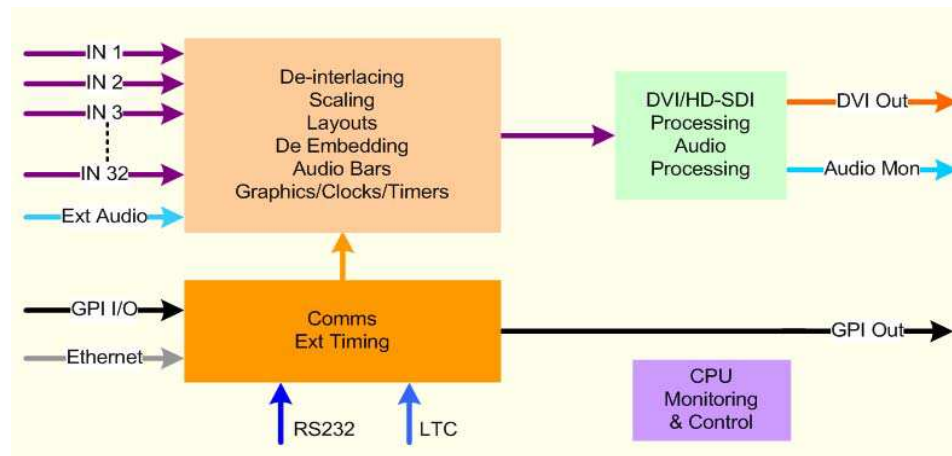 IN 1
IN 2
IN 3
IN 32
Ext Audio
De-interlacing
Scaling
Layouts
De Embedding
Audio Bars
Graphics/Clocks/Timers
DVI/HD-SDI
Processing
Audio
Processing
DVI Out
Audio Mon
GPI I/O
Ethernet
Comms
Ext Timing
GPI Out
RS232
LTC
CPU
Monitoring
& Control